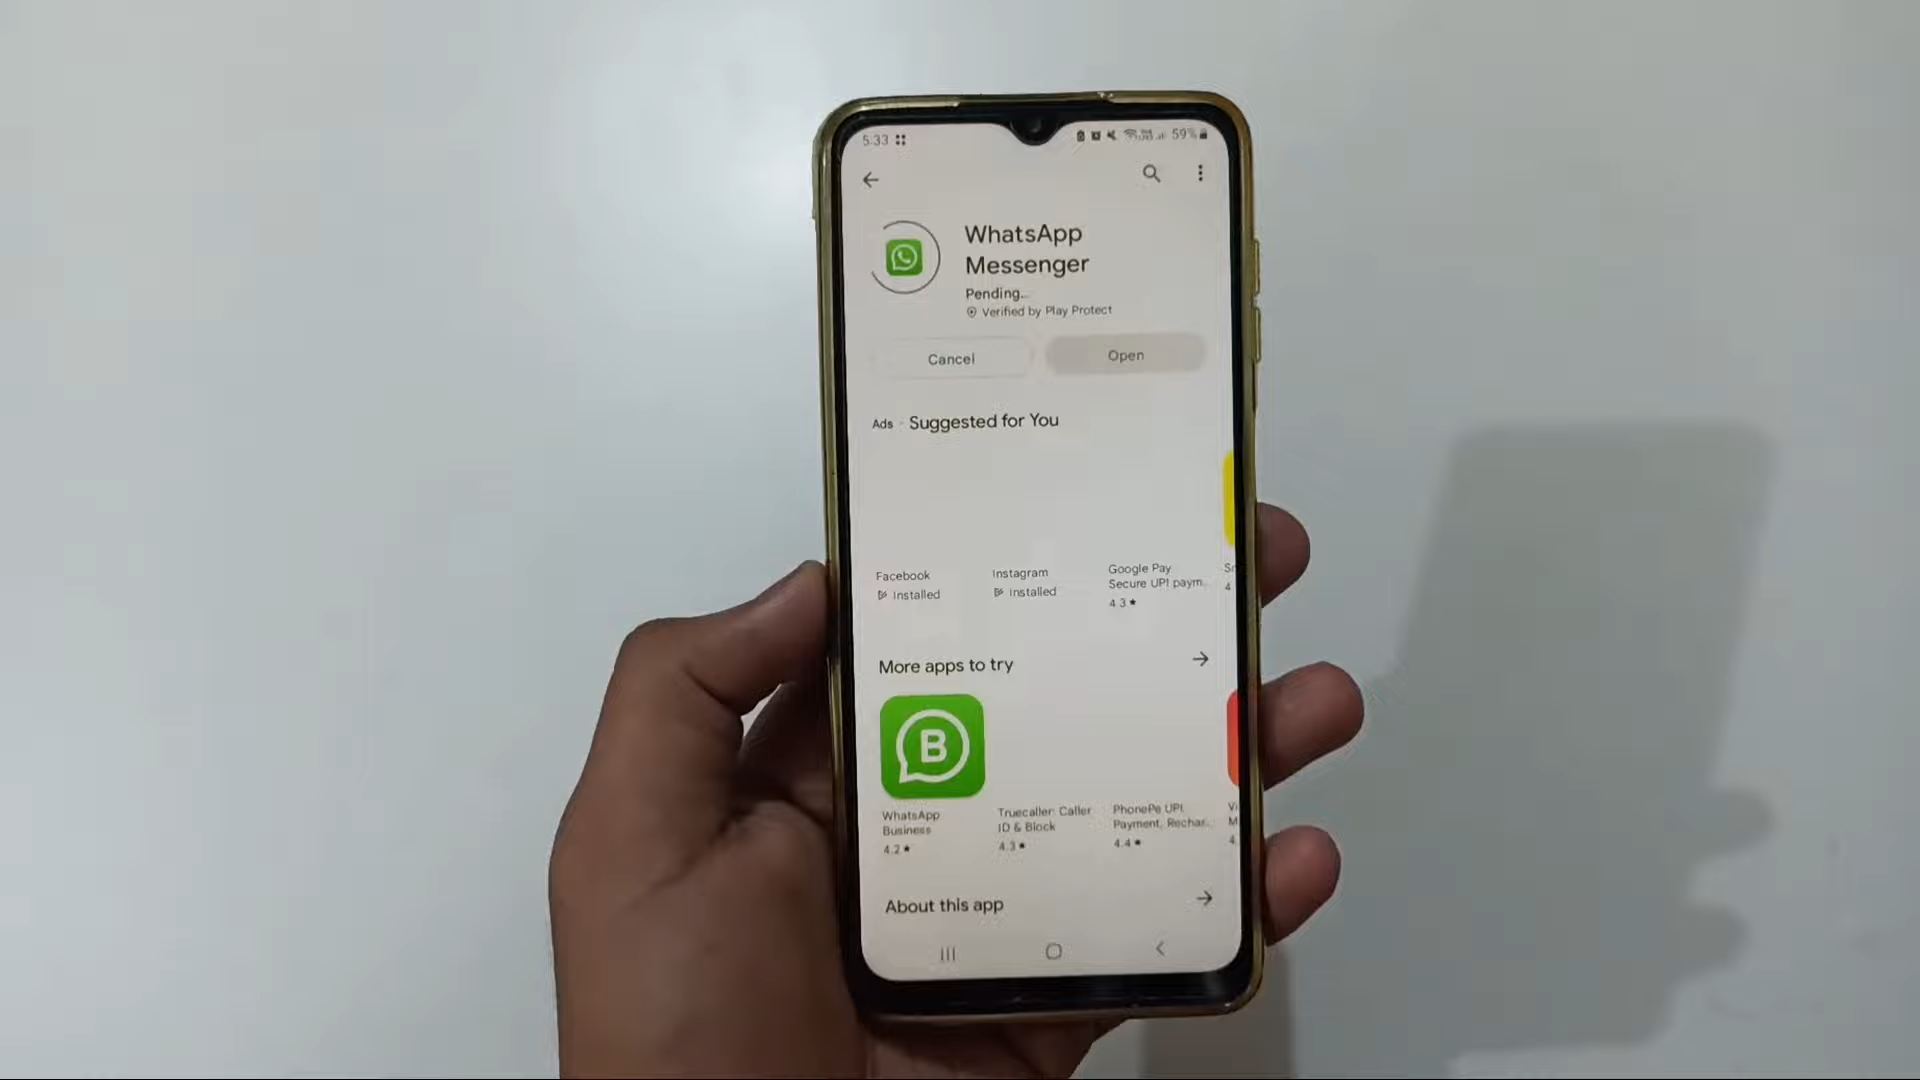 5:33
59%
WhatsApp
Messenger
Pending...
Verified by Play Protect
Cancel
Open
Ads · Suggested for You
Facebook
Installed
Instagram
Installed
Google Pay
Secure UPI paym..
4.3★
4
More apps to try
B
WhatsApp
Business
4.2★
Truecaller: Caller
ID & Block
4.3★
PhonePe UPI,
Payment, Rechar..
4.4★
4.
About this app